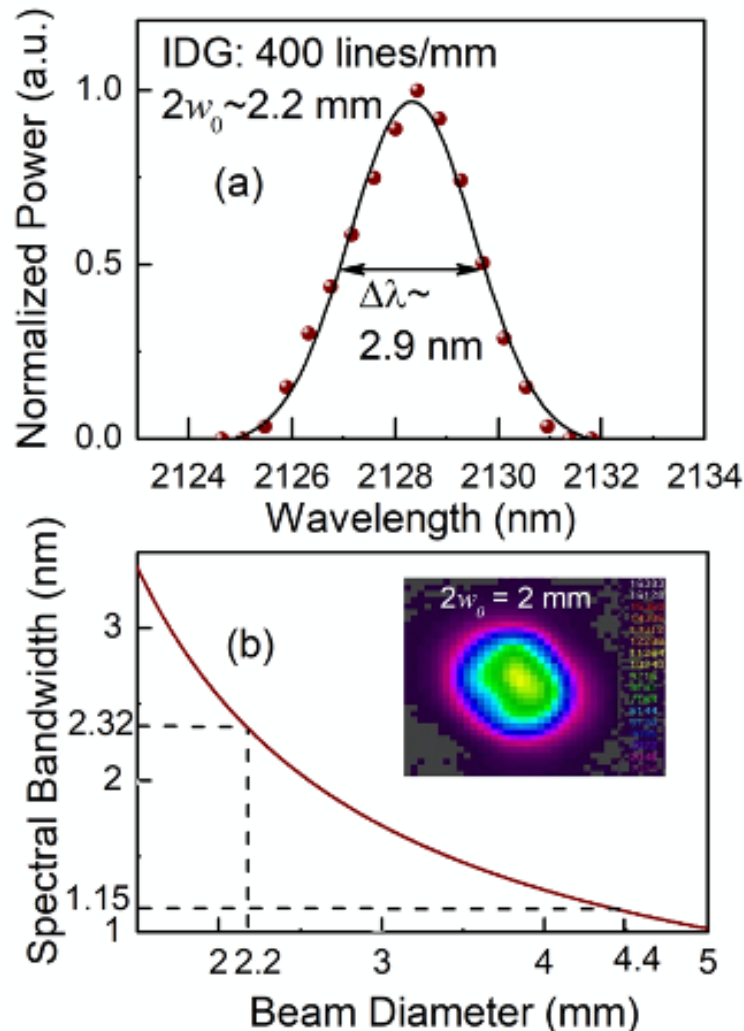 IDG: 400 lines/mm
2w₀~2.2 mm
(a)
Δλ~
2.9 nm
Normalized Power (a.u.)
1.0
0.5
0.0
2124 2126 2128 2130 2132 2134
Wavelength (nm)
2w₀ = 2 mm
(b)
Spectral Bandwidth (nm)
3
2.32
2
1.15
1
2 2.2 3 4 4.4 5
Beam Diameter (mm)